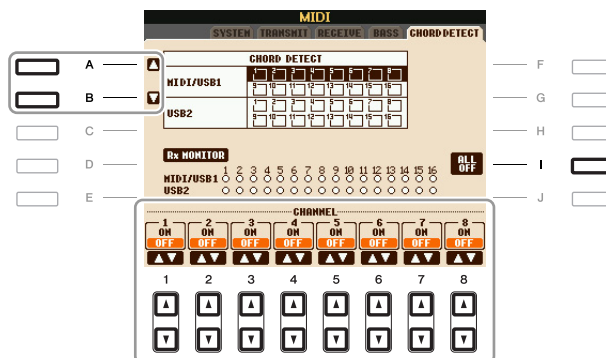 MIDI
SYSTEM TRANSMIT RECEIVE BASS CHORD DETECT
A F
B G
C H
D I
E J
CHORD DETECT
MIDI/USB1
1 2 3 4 5 6 7 8
9 10 11 12 13 14 15 16
USB2
1 2 3 4 5 6 7 8
9 10 11 12 13 14 15 16
Rx MONITOR
1 2 3 4 5 6 7 8 9 10 11 12 13 14 15 16
MIDI/USB1
USB2
ALL OFF
CHANNEL
1 2 3 4 5 6 7 8
ON ON ON ON ON ON ON ON
OFF OFF OFF OFF OFF OFF OFF OFF
1 2 3 4 5 6 7 8